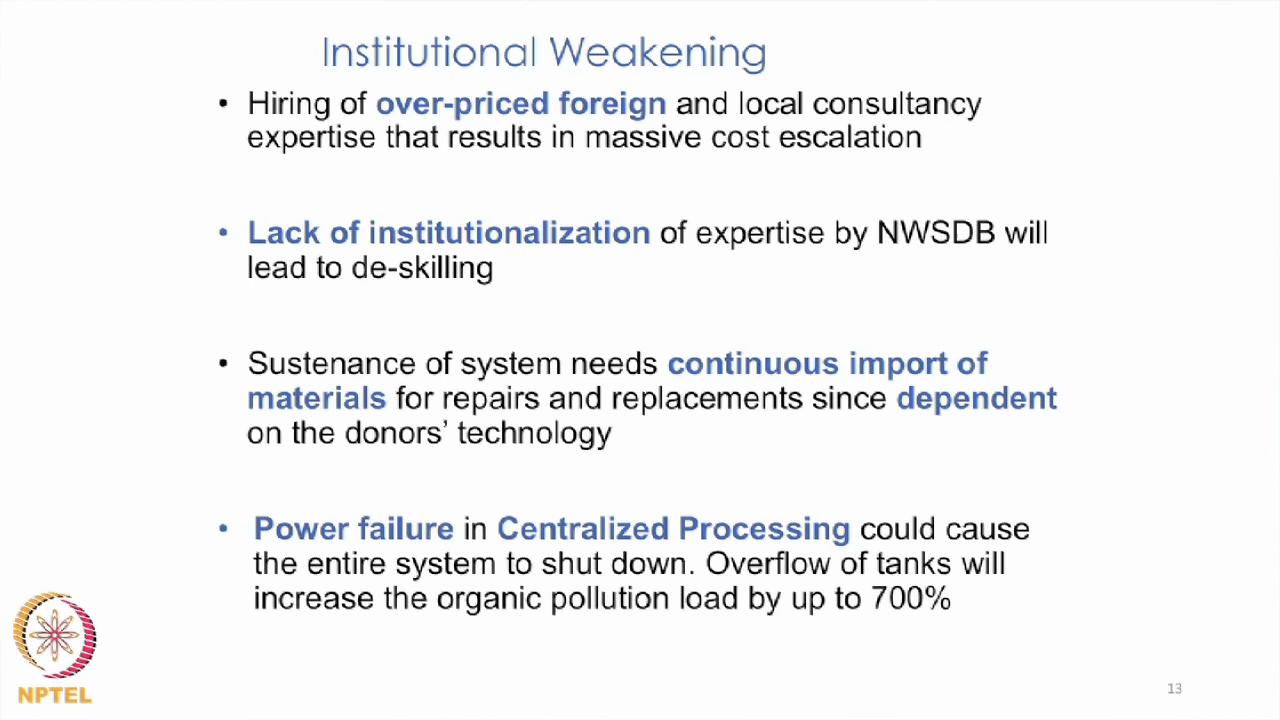 Institutional Weakening
• Hiring of over-priced foreign and local consultancy
expertise that results in massive cost escalation
• Lack of institutionalization of expertise by NWSDB will
lead to de-skilling
• Sustenance of system needs continuous import of
materials for repairs and replacements since dependent
on the donors’ technology
• Power failure in Centralized Processing could cause
the entire system to shut down. Overflow of tanks will
increase the organic pollution load by up to 700%
NPTEL
13